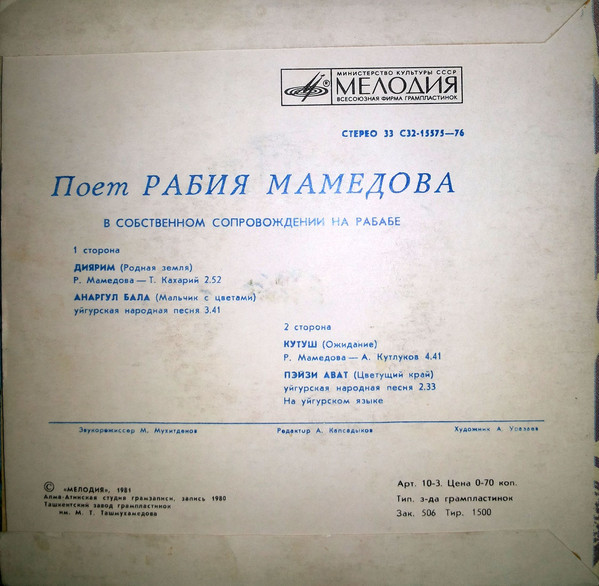 МИНИСТЕРСТВО КУЛЬТУРЫ СССР
МЕЛОДИЯ
ВСЕСОЮЗНАЯ ФИРМА ГРАМПЛАСТИНОК
СТЕРЕО 33 С32-15575—76
Поет РАБИЯ МАМЕДОВА
В СОБСТВЕННОМ СОПРОВОЖДЕНИИ НА РАБАБЕ
1 сторона
ДИЯРИМ (Родная земля)
Р. Мамедова — Т. Кахарий 2.52
АНАРГУЛ БАЛА (Мальчик с цветами)
уйгурская народная песня 3.41
2 сторона
КУТУШ (Ожидание)
Р. Мамедова — А. Кутлуков 4.41
ПЭЙЗИ АВАТ (Цветущий край)
уйгурская народная песня 2.33
На уйгурском языке
Звукорежиссер М. Мухитденов
Редактор А. Капсадыков
Художник А.
© «МЕЛОДИЯ», 1981
Алма-Атинская студия грамзаписи, запись 1980
Ташкентский завод грампластинок
им. М. Т. Ташмухамедова
Арт. 10-3. Цена 0-70 коп.
Тип. з-да грампластинок
Зак. 506 Тир. 1500